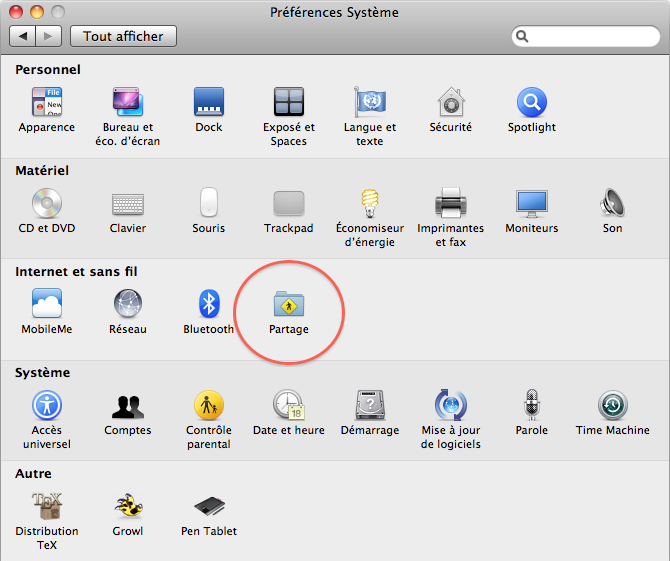 Préférences Système
Tout afficher
Personnel
Apparence
Bureau et
éco. d'écran
Dock
Exposé et
Spaces
Langue et
texte
Sécurité
Spotlight
Matériel
CD et DVD
Clavier
Souris
Trackpad
Économiseur
d'énergie
Imprimantes
et fax
Moniteurs
Son
Internet et sans fil
MobileMe
Réseau
Bluetooth
Partage
Système
Accès
universel
Comptes
Contrôle
parental
Date et heure
Démarrage
Mise à jour
de logiciels
Parole
Time Machine
Autre
Distribution
TeX
Growl
Pen Tablet